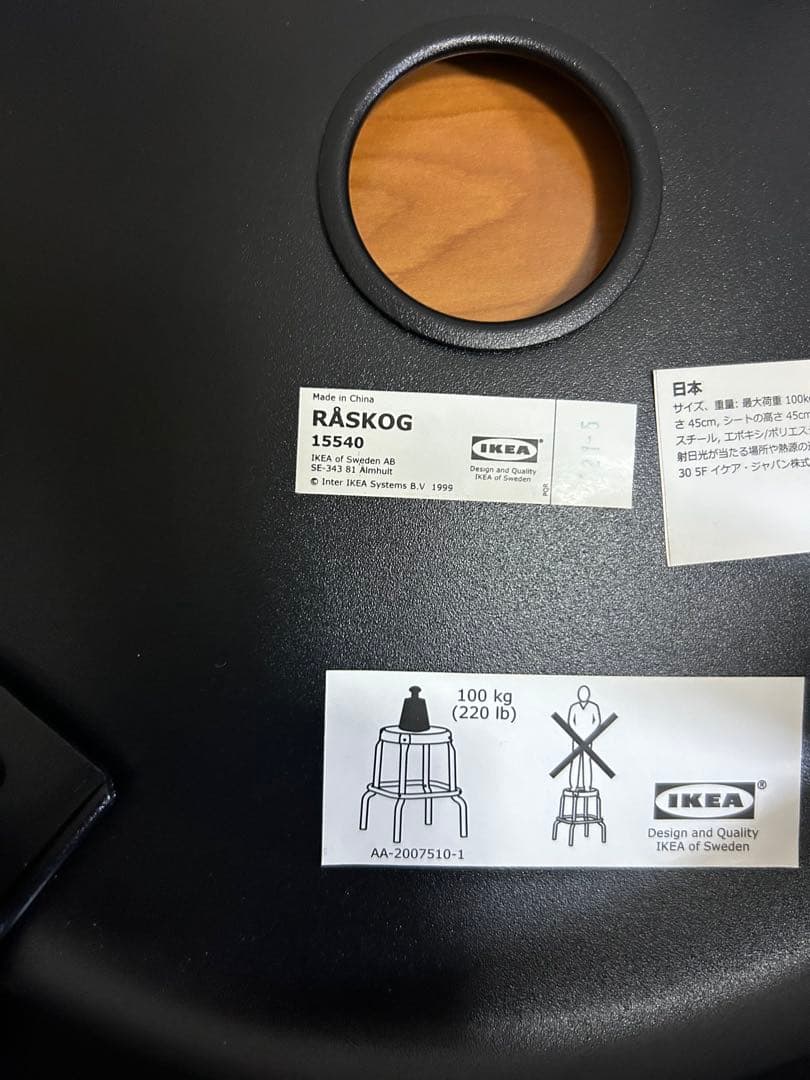 Made in China
RÅSKOG
15540
IKEA of Sweden AB
SE-343 81 Älmhult
© Inter IKEA Systems B.V 1999
IKEA®
Design and Quality
IKEA of Sweden
PQR
日本
サイズ、重量: 最大荷重 100k
さ 45cm, シートの高さ 45cm
スチール, エポキシ/ポリエス
射日光が当たる場所や熱源の
30 5F イケア・ジャパン株式
100 kg
(220 lb)
AA-2007510-1
IKEA®
Design and Quality
IKEA of Sweden